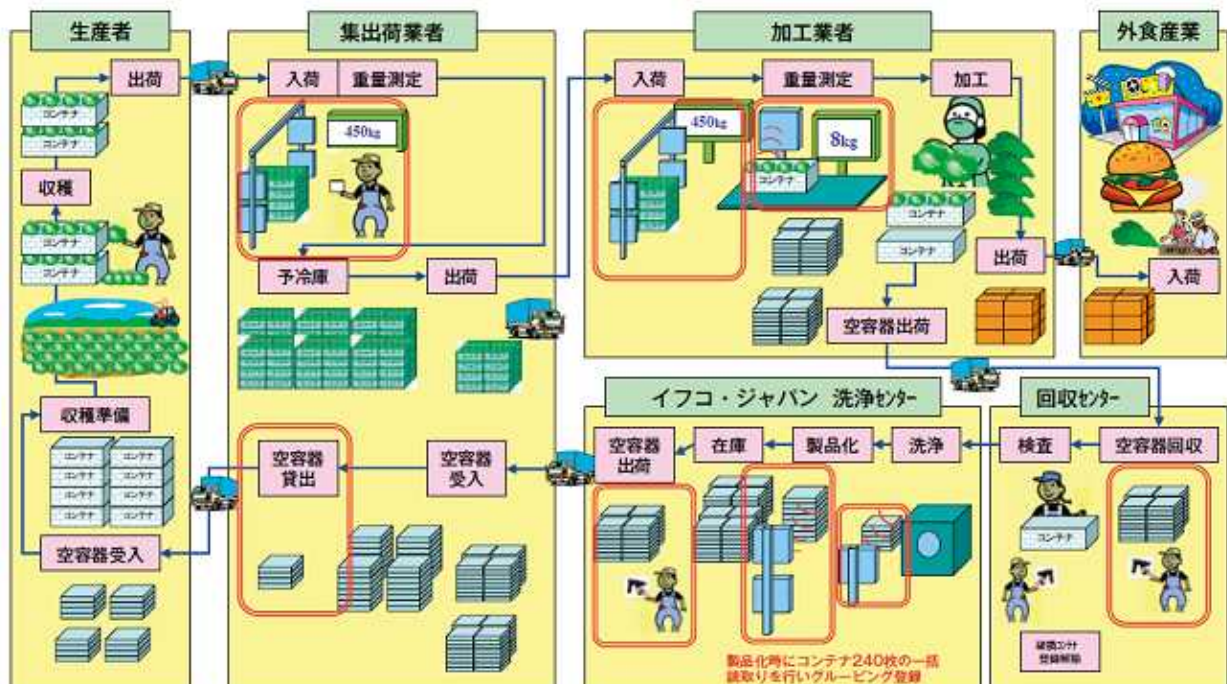 生産者
出荷
コンテナ
コンテナ
収穫
コンテナ
コンテナ
収穫準備
コンテナ コンテナ
コンテナ コンテナ
コンテナ コンテナ
コンテナ コンテナ
空容器受入
集出荷業者
入荷 重量測定
450kg
予冷庫
出荷
空容器
貸出
空容器
受入
加工業者
入荷
重量測定
加工
450kg
8kg
コンテナ
コンテナ
コンテナ
出荷
空容器出荷
外食産業
入荷
イフコ・ジャパン 洗浄センター
空容器
出荷
在庫
製品化
洗浄
製品化時にコンテナ240枚の一括
読取りを行いグルーピング登録
回収センター
検査
空容器回収
コンテナ
破損コンテナ
登録解除